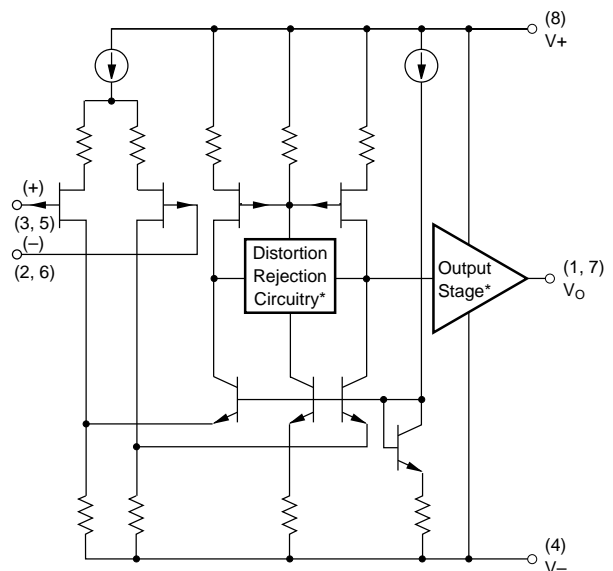 (8)
V+
(+)
(3, 5)
(–)
(2, 6)
Distortion
Rejection
Circuitry*
Output
Stage*
(1, 7)
VO
(4)
V–